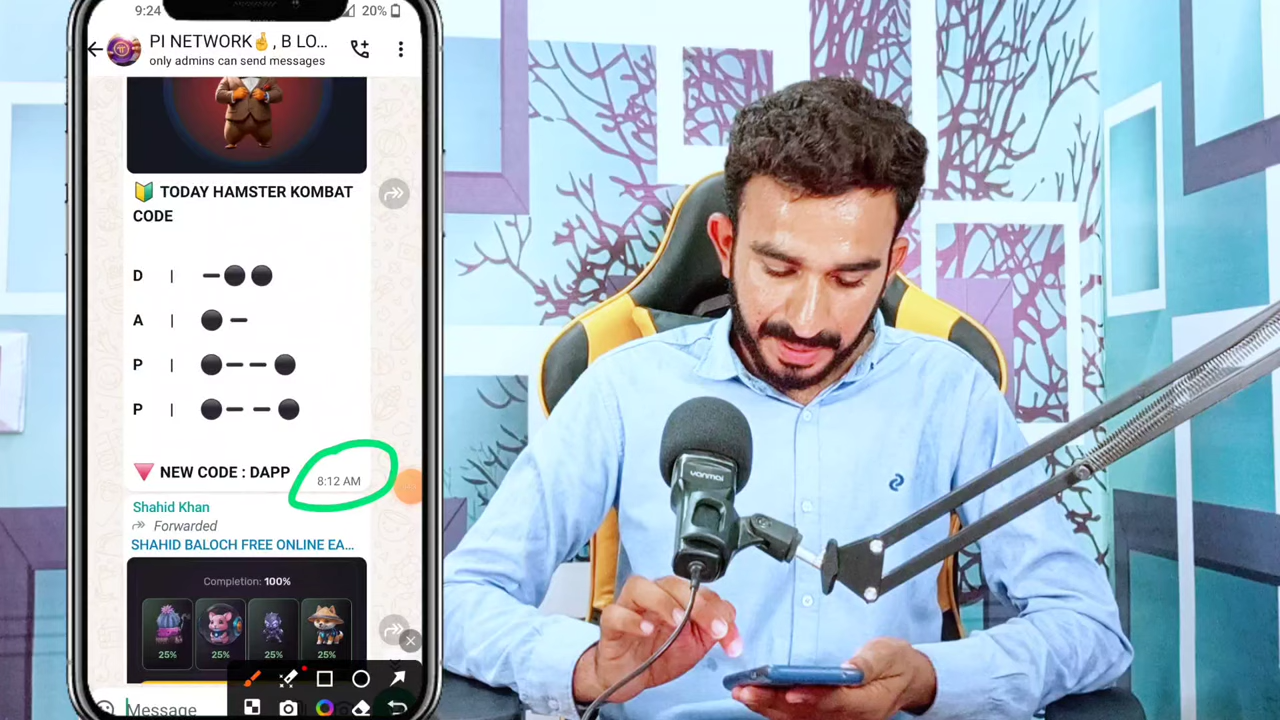 9:24
20%
PI NETWORK🤞, B LO...
only admins can send messages
🔰 TODAY HAMSTER KOMBAT
CODE
D | —⚫⚫
A | ⚫—
P | ⚫——⚫
P | ⚫——⚫
🔻 NEW CODE : DAPP
8:12 AM
Shahid Khan
Forwarded
SHAHID BALOCH FREE ONLINE EA...
Completion: 100%
25% 25% 25% 25%
Message
vanmai